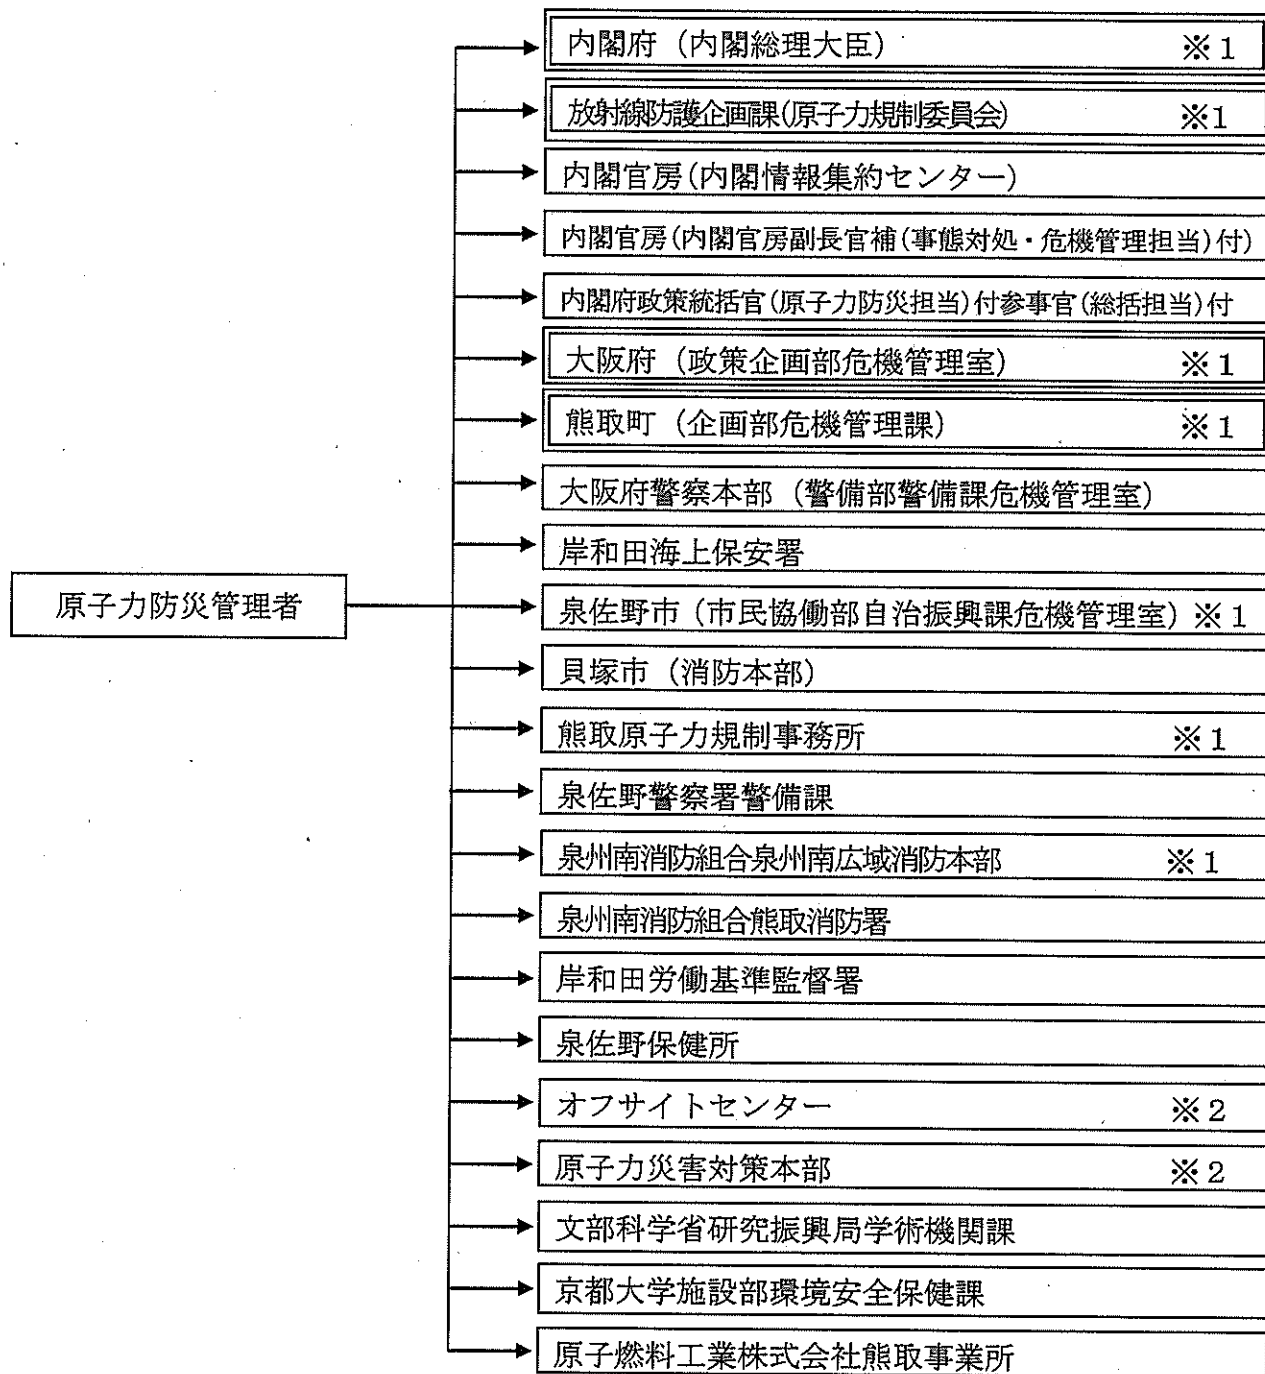 内閣府（内閣総理大臣） ※1
放射線防護企画課(原子力規制委員会) ※1
内閣官房(内閣情報集約センター)
内閣官房(内閣官房副長官補(事態対処・危機管理担当)付)
内閣府政策統括官(原子力防災担当)付参事官(総括担当)付
大阪府（政策企画部危機管理室） ※1
熊取町（企画部危機管理課） ※1
大阪府警察本部（警備部警備課危機管理室）
岸和田海上保安署
原子力防災管理者
泉佐野市（市民協働部自治振興課危機管理室）※1
貝塚市（消防本部）
熊取原子力規制事務所 ※1
泉佐野警察署警備課
泉州南消防組合泉州南広域消防本部 ※1
泉州南消防組合熊取消防署
岸和田労働基準監督署
泉佐野保健所
オフサイトセンター ※2
原子力災害対策本部 ※2
文部科学省研究振興局学術機関課
京都大学施設部環境安全保健課
原子燃料工業株式会社熊取事業所